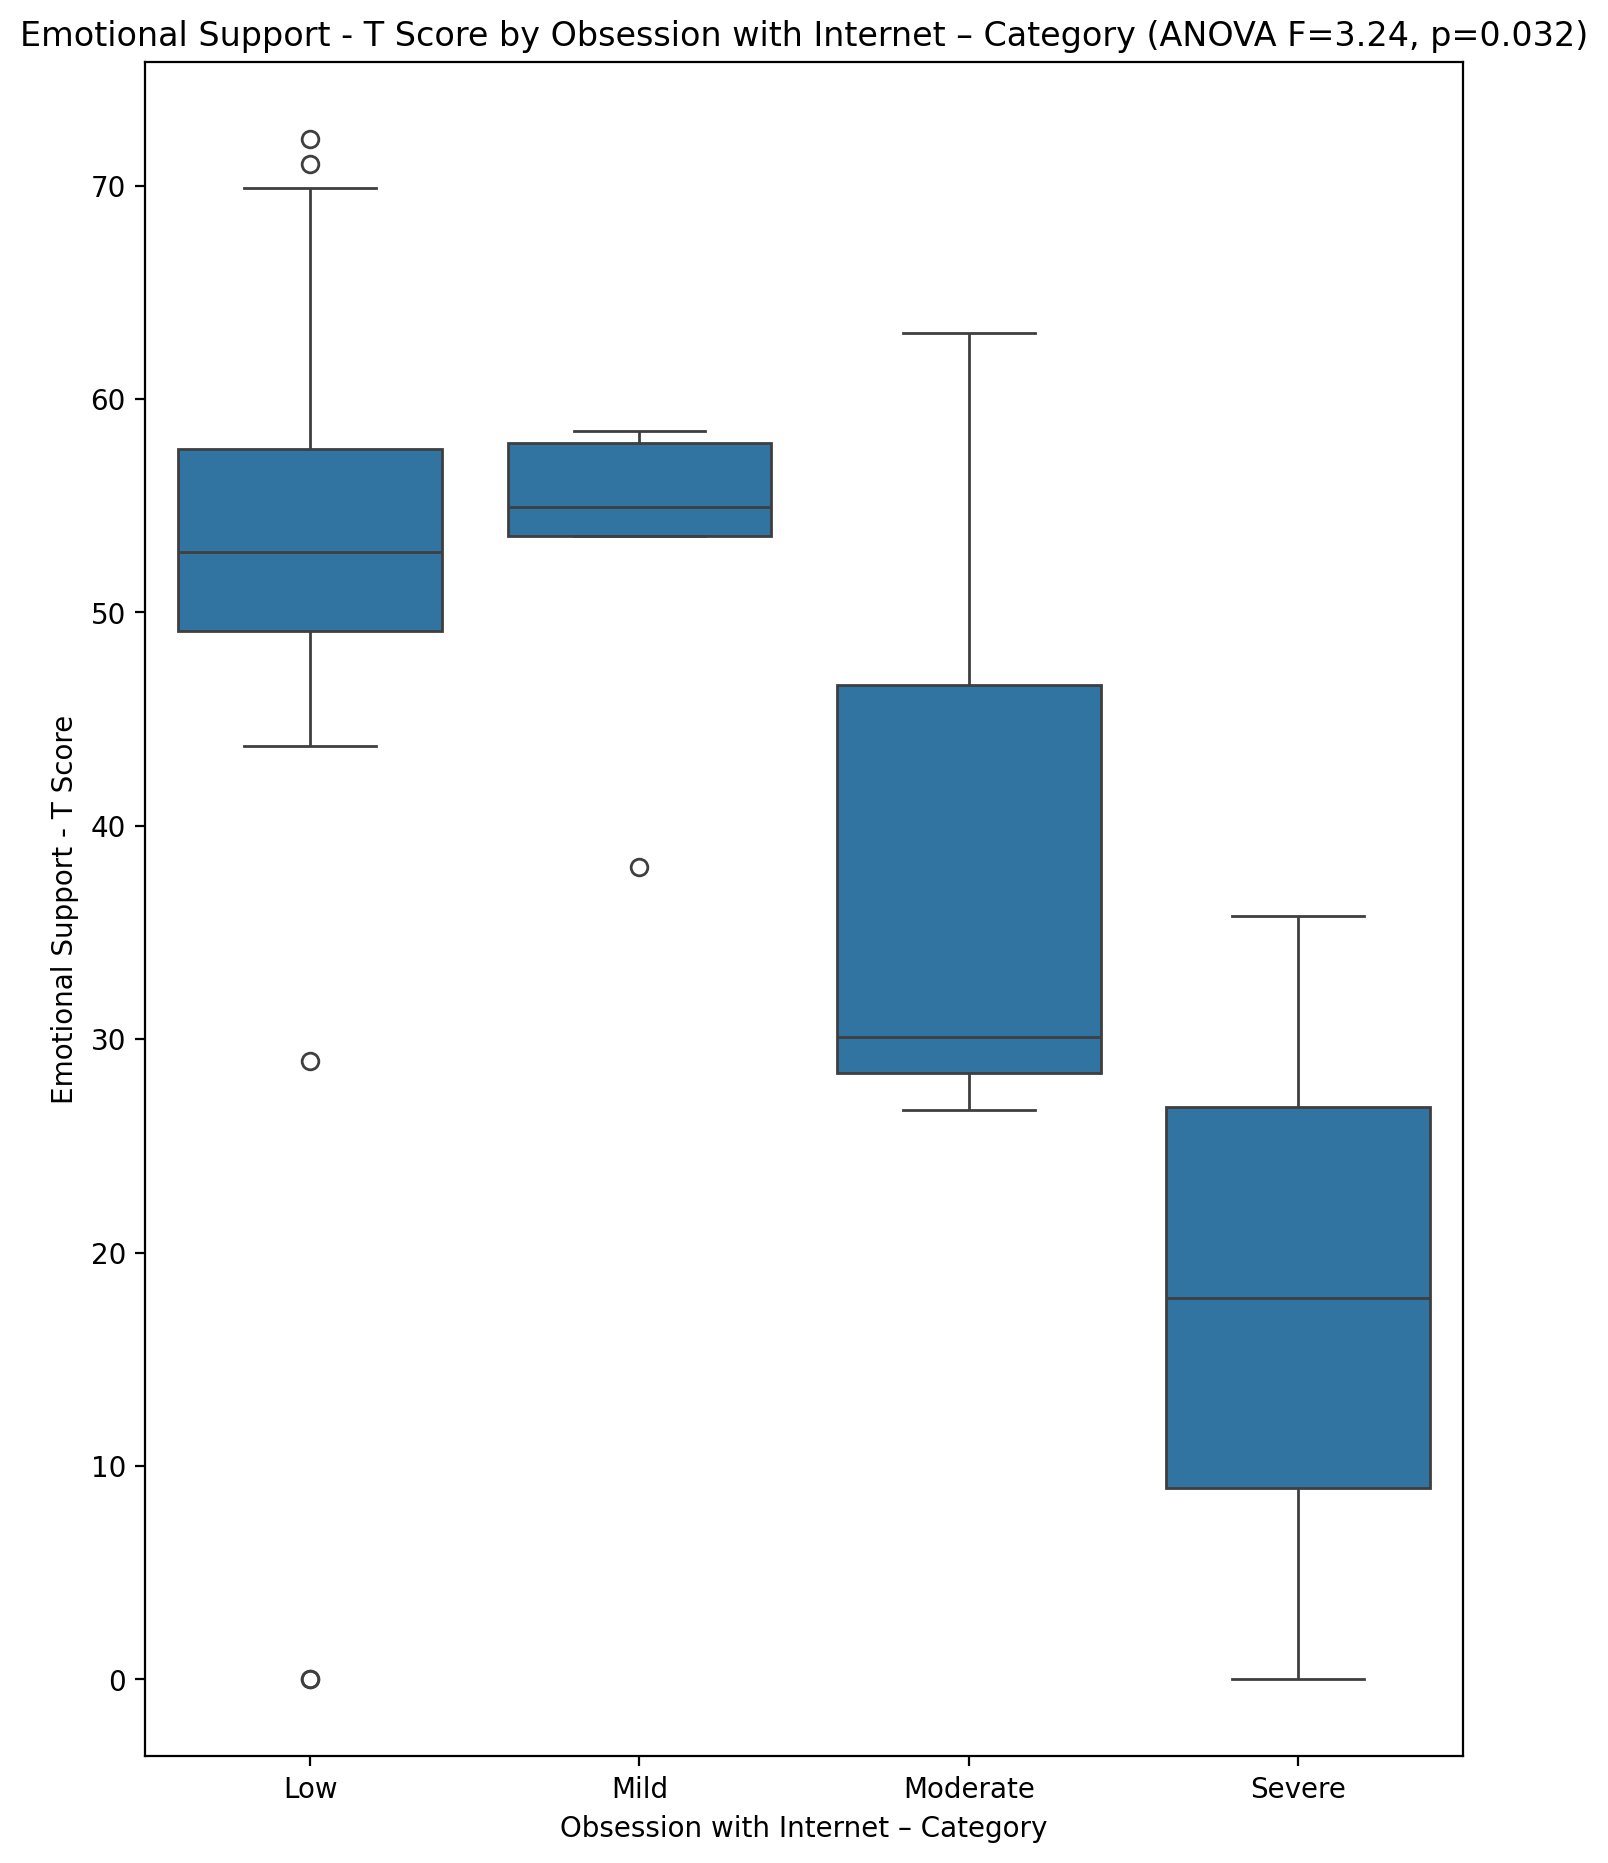 Emotional Support - T Score by Obsession with Internet – Category (ANOVA F=3.24, p=0.032)
Emotional Support - T Score
70
60
50
40
30
20
10
0
Low
Mild
Moderate
Severe
Obsession with Internet – Category